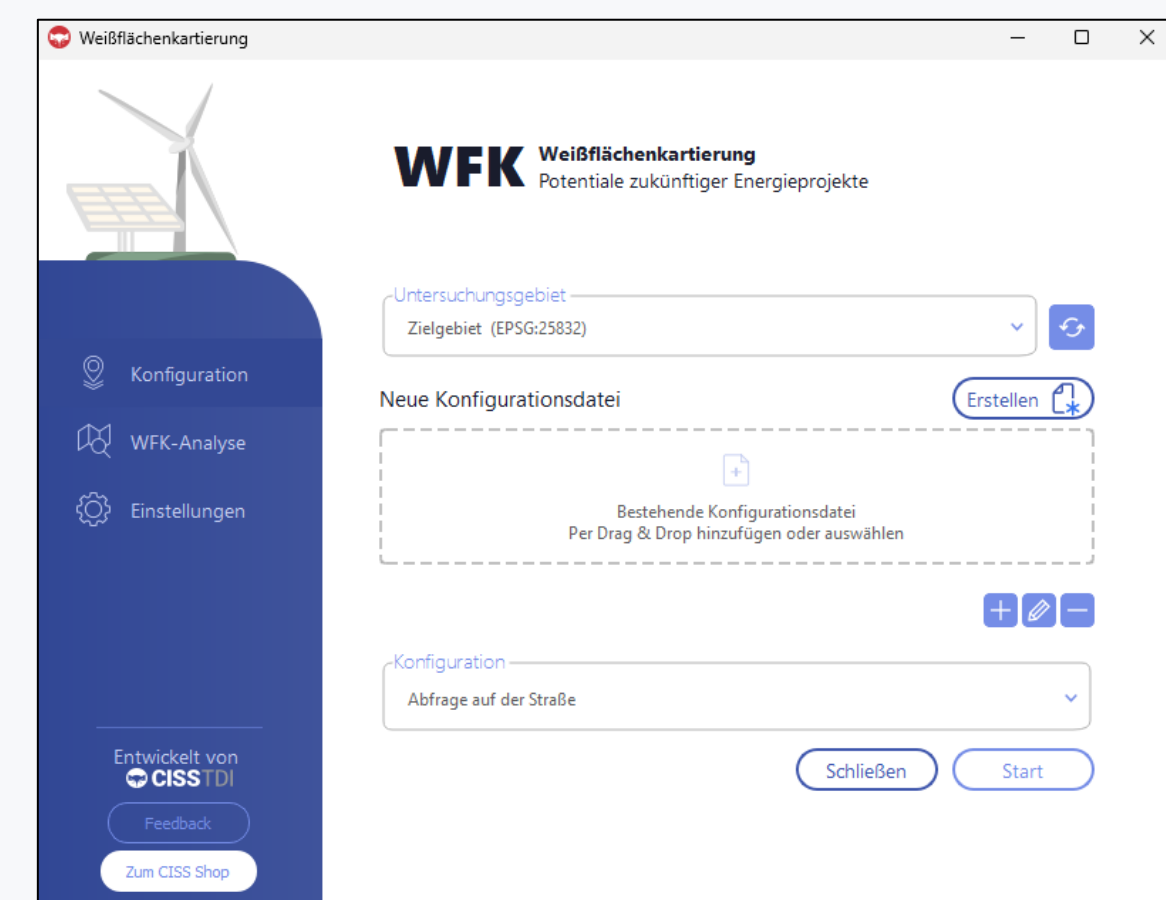 Weißflächenkartierung
WFK Weißflächenkartierung
Potentiale zukünftiger Energieprojekte
Konfiguration
WFK-Analyse
Einstellungen
Entwickelt von
CISSTDI
Feedback
Zum CISS Shop
Untersuchungsgebiet
Zielgebiet (EPSG:25832)
Neue Konfigurationsdatei
Erstellen
Bestehende Konfigurationsdatei
Per Drag & Drop hinzufügen oder auswählen
Konfiguration
Abfrage auf der Straße
Schließen
Start